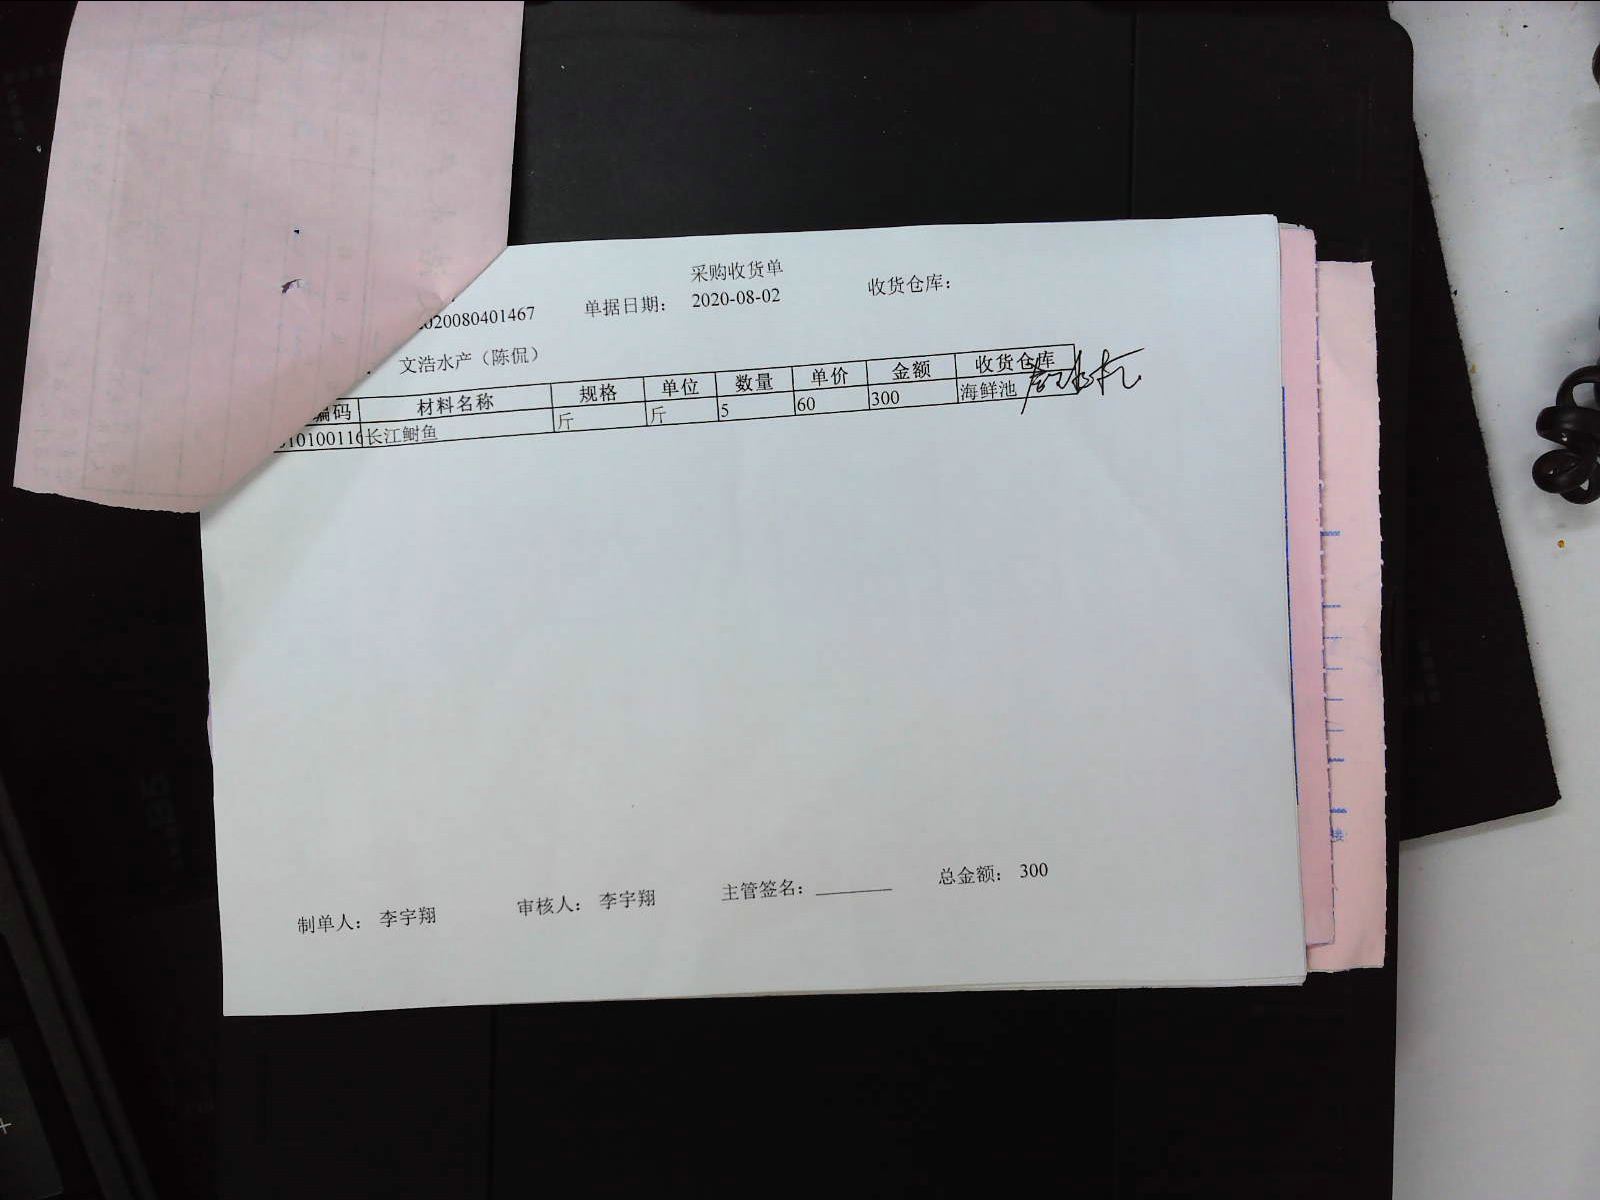 采购收货单
2020080401467 单据日期： 2020-08-02 收货仓库：
文浩水产（陈侃）
编码 材料名称 规格 单位 数量 单价 金额 收货仓库
010100116 长江鲥鱼 斤 斤 5 60 300 海鲜池
制单人： 李宇翔 审核人： 李宇翔 主管签名： 总金额： 300